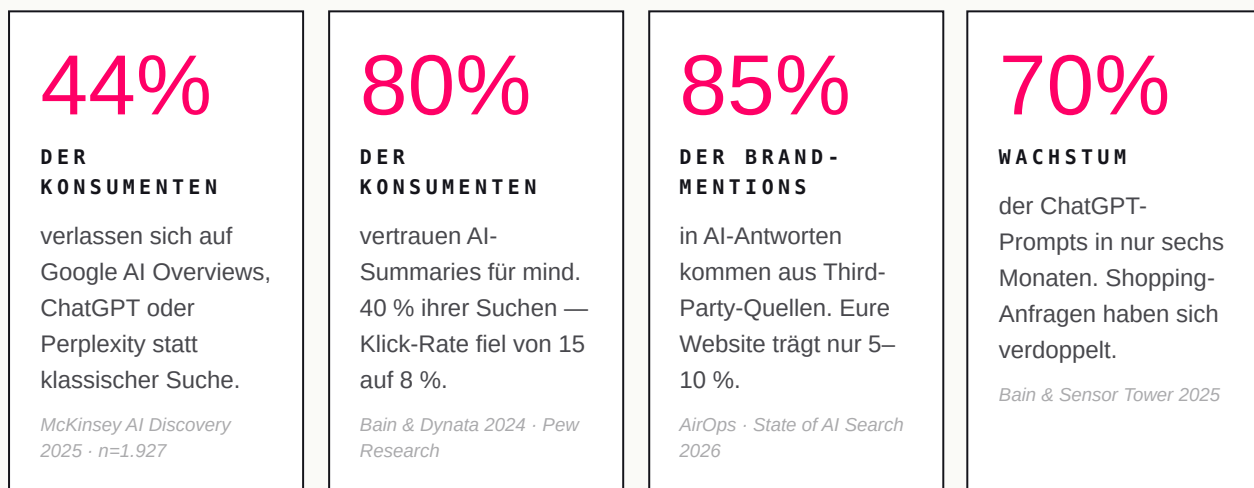 44%
DER
KONSUMENTEN
verlassen sich auf
Google AI Overviews,
ChatGPT oder
Perplexity statt
klassischer Suche.
McKinsey AI Discovery
2025 · n=1.927
80%
DER
KONSUMENTEN
vertrauen AI-
Summaries für mind.
40 % ihrer Suchen —
Klick-Rate fiel von 15
auf 8 %.
Bain & Dynata 2024 · Pew
Research
85%
DER BRAND-
MENTIONS
in AI-Antworten
kommen aus Third-
Party-Quellen. Eure
Website trägt nur 5–
10 %.
AirOps · State of AI Search
2026
70%
WACHSTUM
der ChatGPT-
Prompts in nur sechs
Monaten. Shopping-
Anfragen haben sich
verdoppelt.
Bain & Sensor Tower 2025